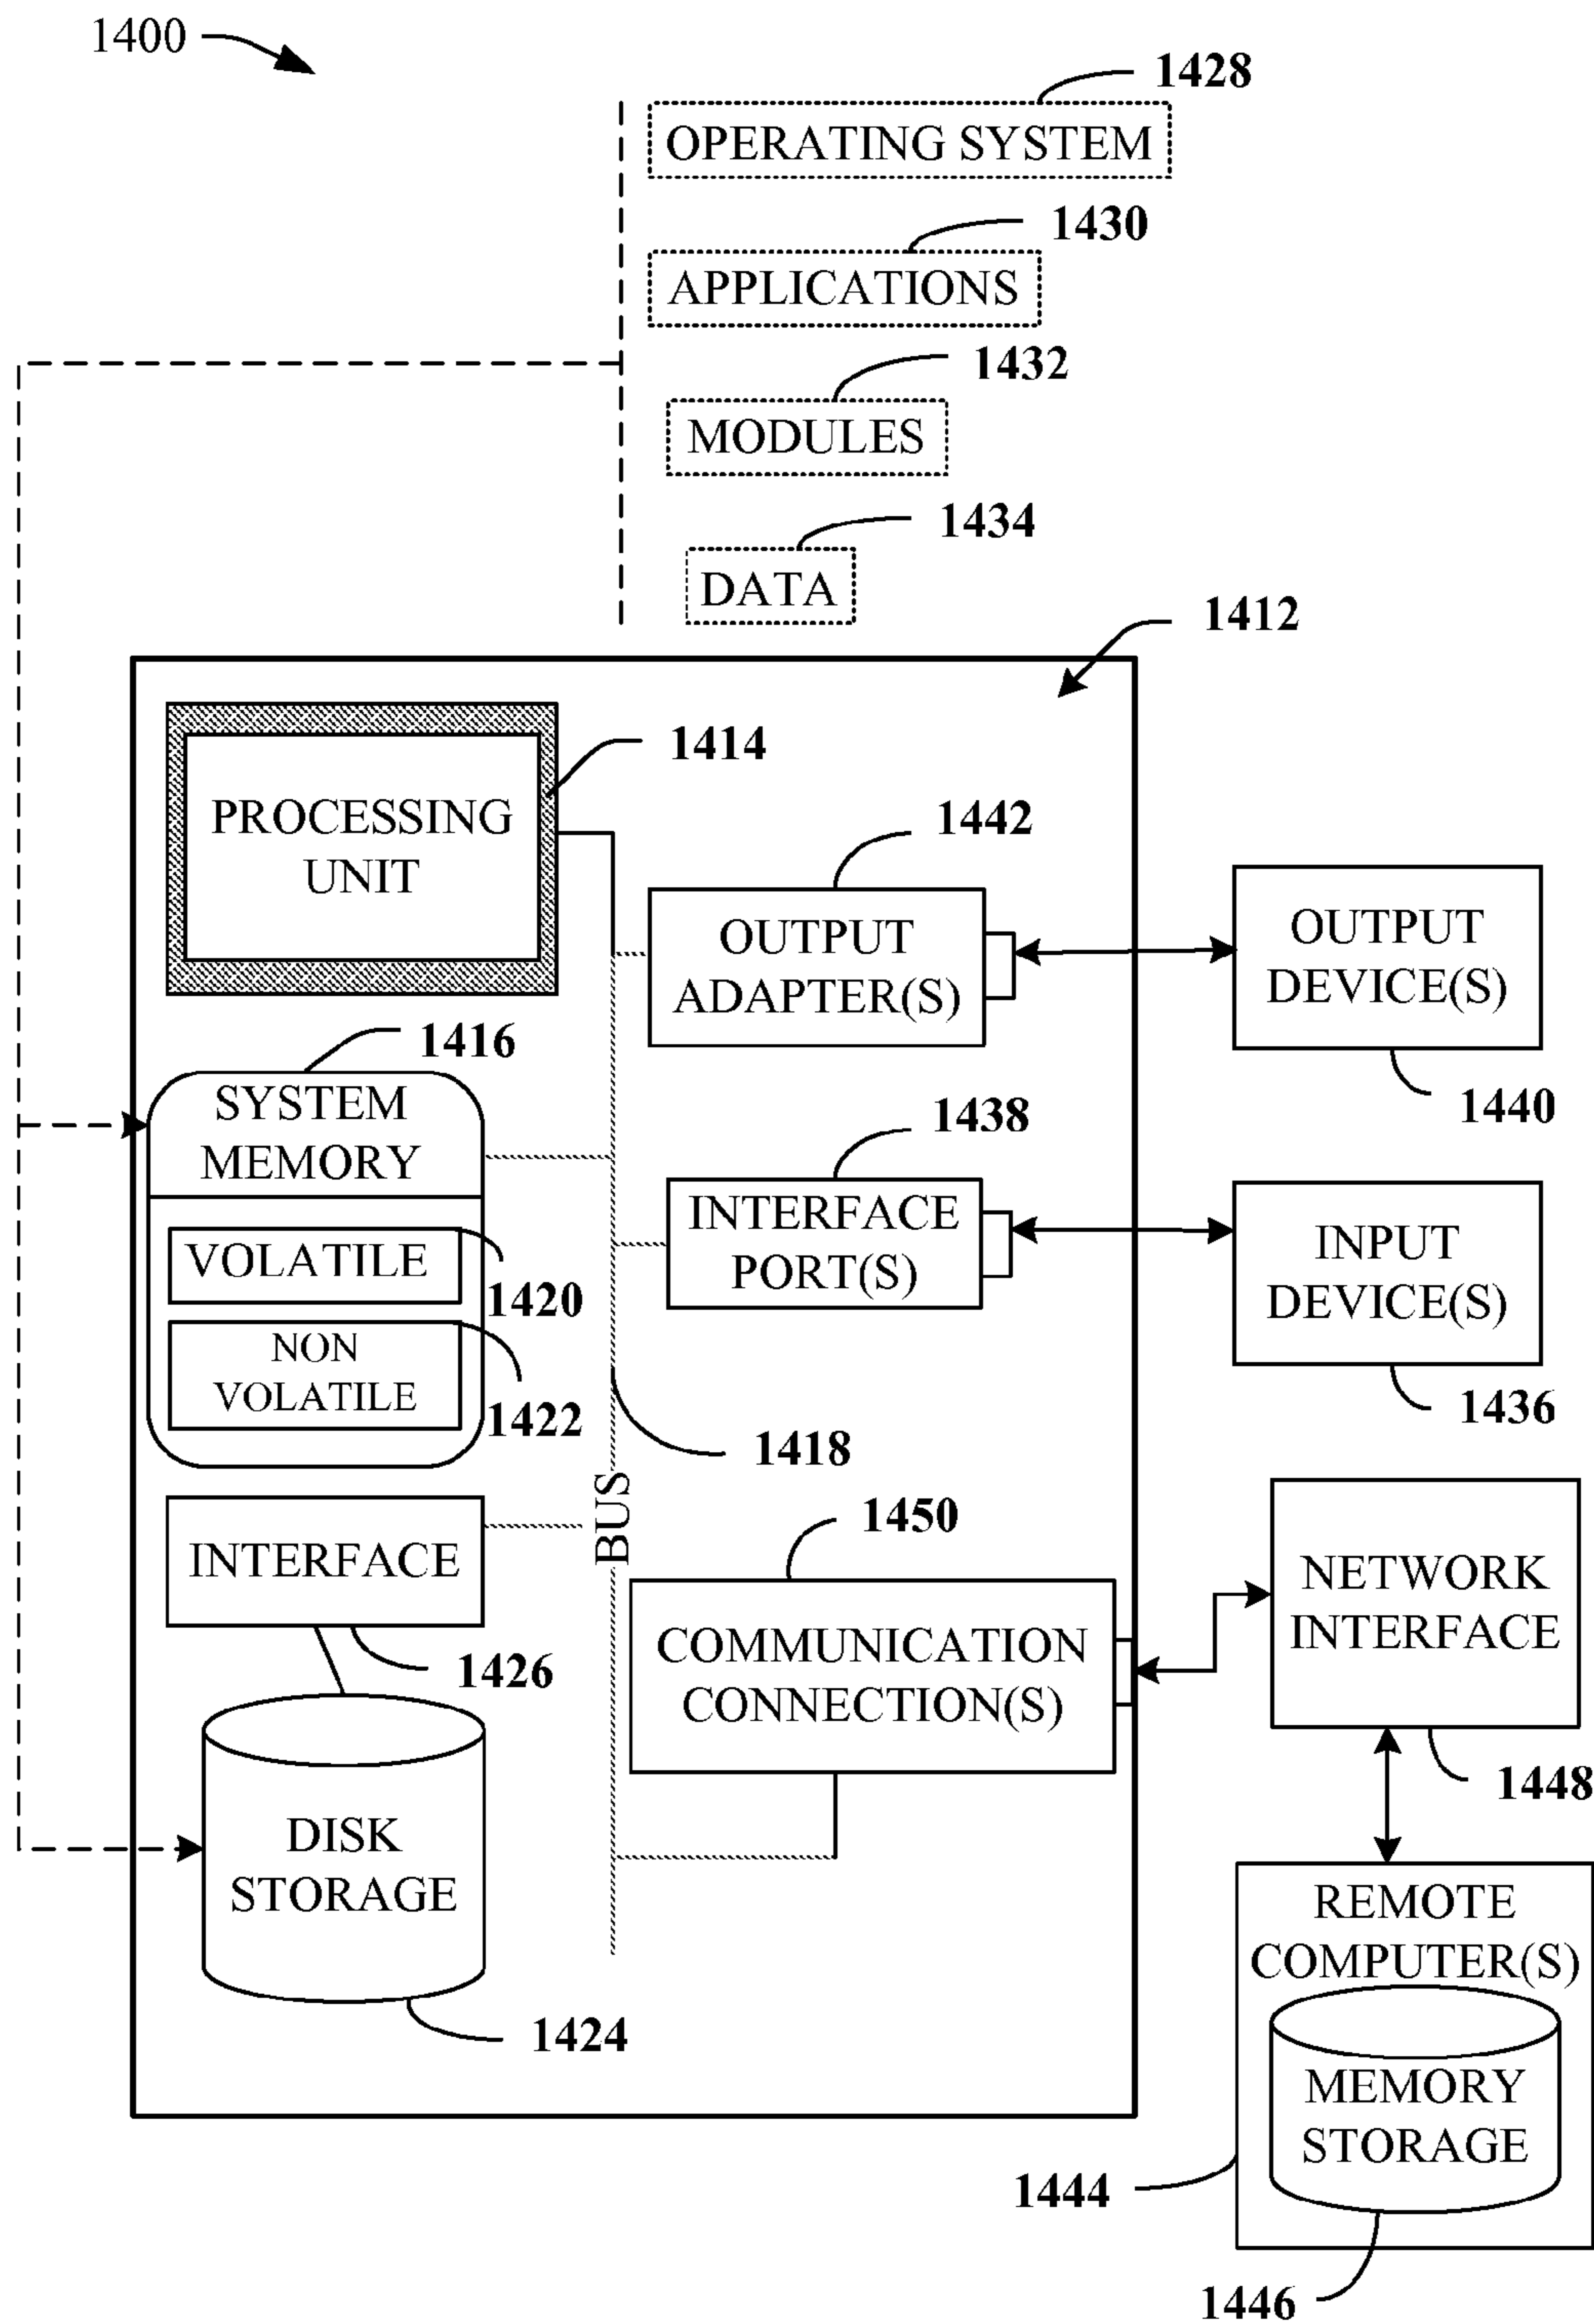 1400
1428
OPERATING SYSTEM
1430
APPLICATIONS
1432
MODULES
1434
DATA
1412
1414
PROCESSING
UNIT
1442
OUTPUT
ADAPTER(S)
OUTPUT
DEVICE(S)
1440
1416
SYSTEM
MEMORY
VOLATILE
1420
NON
VOLATILE
1422
1438
INTERFACE
PORT(S)
INPUT
DEVICE(S)
1436
1418
BUS
INTERFACE
1426
1450
COMMUNICATION
CONNECTION(S)
NETWORK
INTERFACE
1448
DISK
STORAGE
1424
REMOTE
COMPUTER(S)
MEMORY
STORAGE
1444
1446